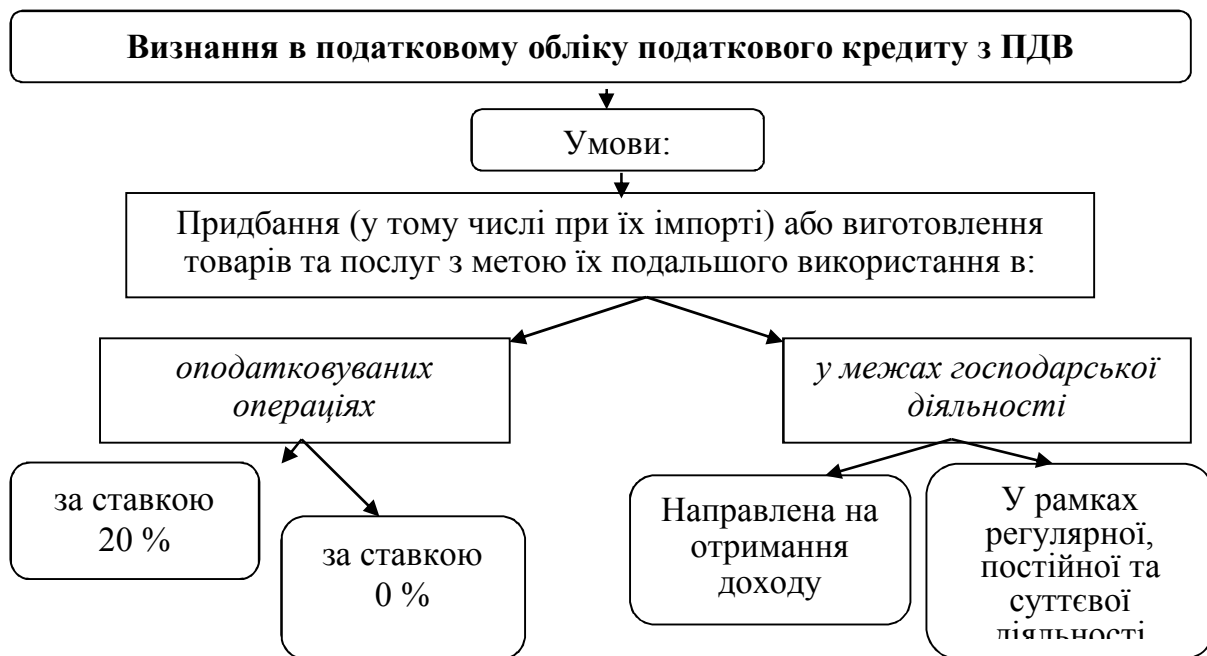 Визнання в податковому обліку податкового кредиту з ПДВ
Умови:
Придбання (у тому числі при їх імпорті) або виготовлення
товарів та послуг з метою їх подальшого використання в:
оподатковуваних
операціях
у межах господарської
діяльності
за ставкою
20 %
за ставкою
0 %
Направлена на
отримання
доходу
У рамках
регулярної,
постійної та
суттєвої
діяльності